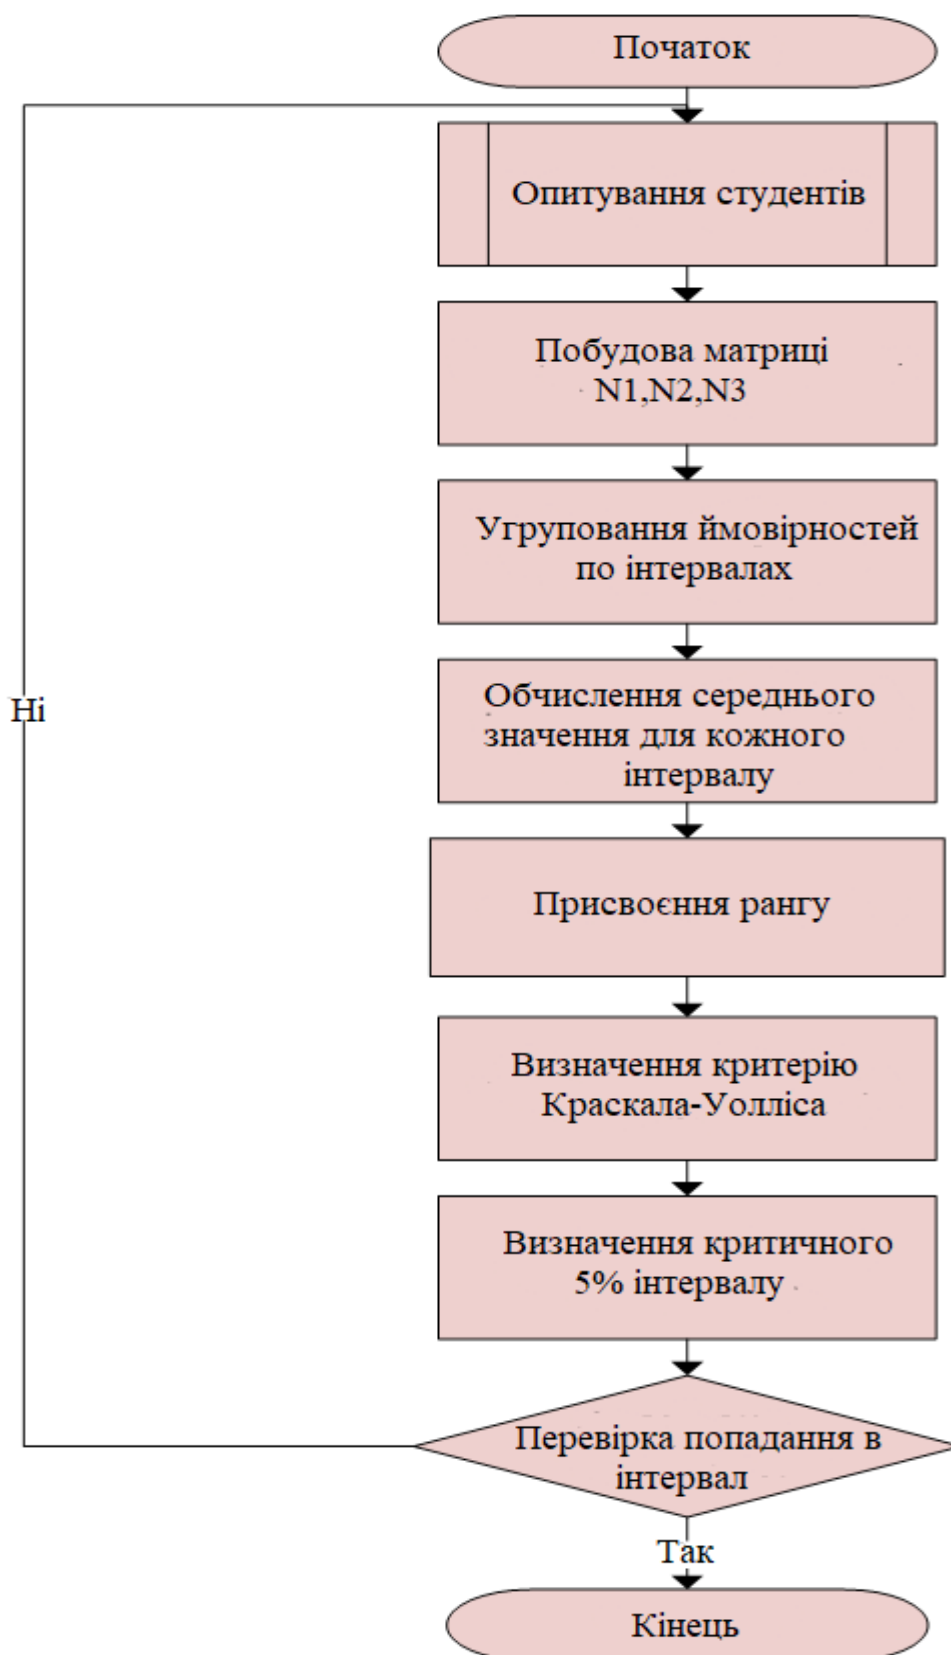 Початок
Опитування студентів
Побудова матриці
N1,N2,N3
Угруповання ймовірностей
по інтервалах
Обчислення середнього
значення для кожного
інтервалу
Ні
Присвоєння рангу
Визначення критерію
Краскала-Уолліса
Визначення критичного
5% інтервалу
Перевірка попадання в
інтервал
Так
Кінець